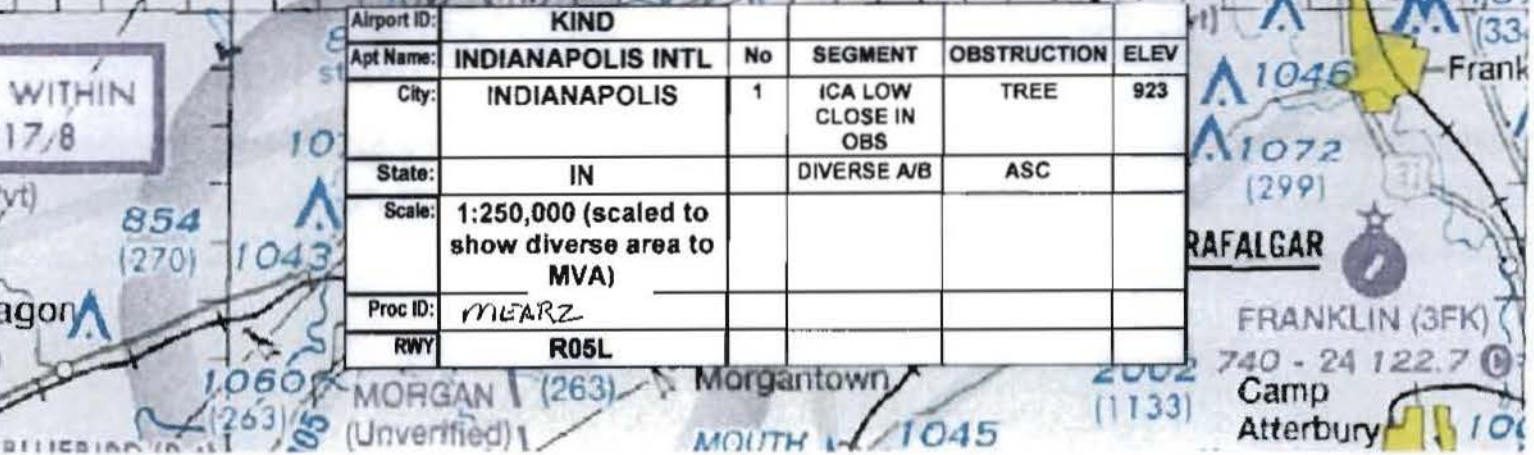 Airport ID: KIND
Apt Name: INDIANAPOLIS INTL No SEGMENT OBSTRUCTION ELEV
City: INDIANAPOLIS 1 ICA LOW CLOSE IN OBS TREE 923
State: IN DIVERSE A/B ASC
Scale: 1:250,000 (scaled to show diverse area to MVA)
Proc ID: MEARZ
RWY R05L
WITHIN
17/8
854
(270)
1043
1060
(263)
MORGAN
(Unverified)
(263)
Morgantown
MOUTH
1045
2002
(1133)
1046
1072
(299)
31
FRANKLIN (3FK)
740 - 24 122.7 C
Camp
Atterbury